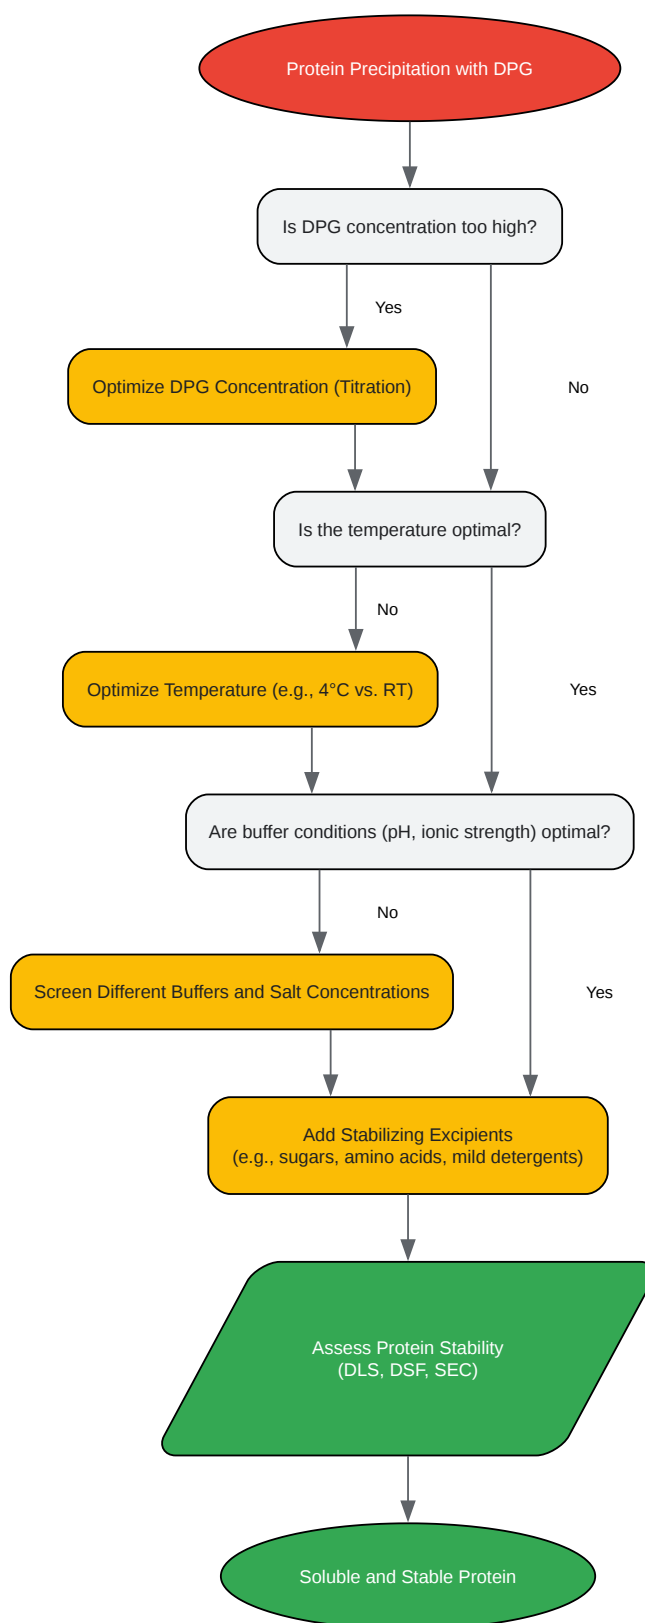 Protein Precipitation with DPG
Is DPG concentration too high?
Yes
Optimize DPG Concentration (Titration)
No
Is the temperature optimal?
No
Optimize Temperature (e.g., 4°C vs. RT)
Yes
Are buffer conditions (pH, ionic strength) optimal?
No
Screen Different Buffers and Salt Concentrations
Yes
Add Stabilizing Excipients
(e.g., sugars, amino acids, mild detergents)
Assess Protein Stability
(DLS, DSF, SEC)
Soluble and Stable Protein